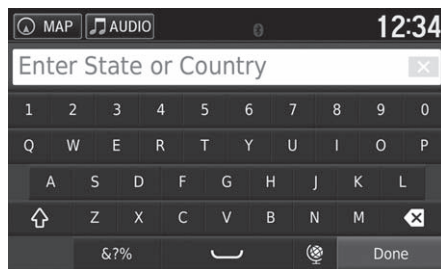 MAP AUDIO 12:34
Enter State or Country
1 2 3 4 5 6 7 8 9 0
Q W E R T Y U I O P
A S D F G H J K L
Z X C V B N M
&?% Done